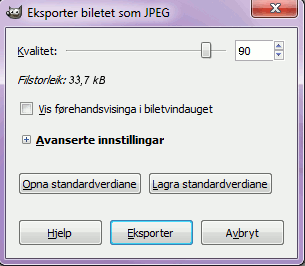 Eksporter biletet som JPEG
Kvalitet: 90
Filstorleik: 33,7 kB
Vis førehandsvisinga i biletvindauget
Avanserte innstillingar
Opna standardverdiane Lagra standardverdiane
Hjelp Eksporter Avbryt